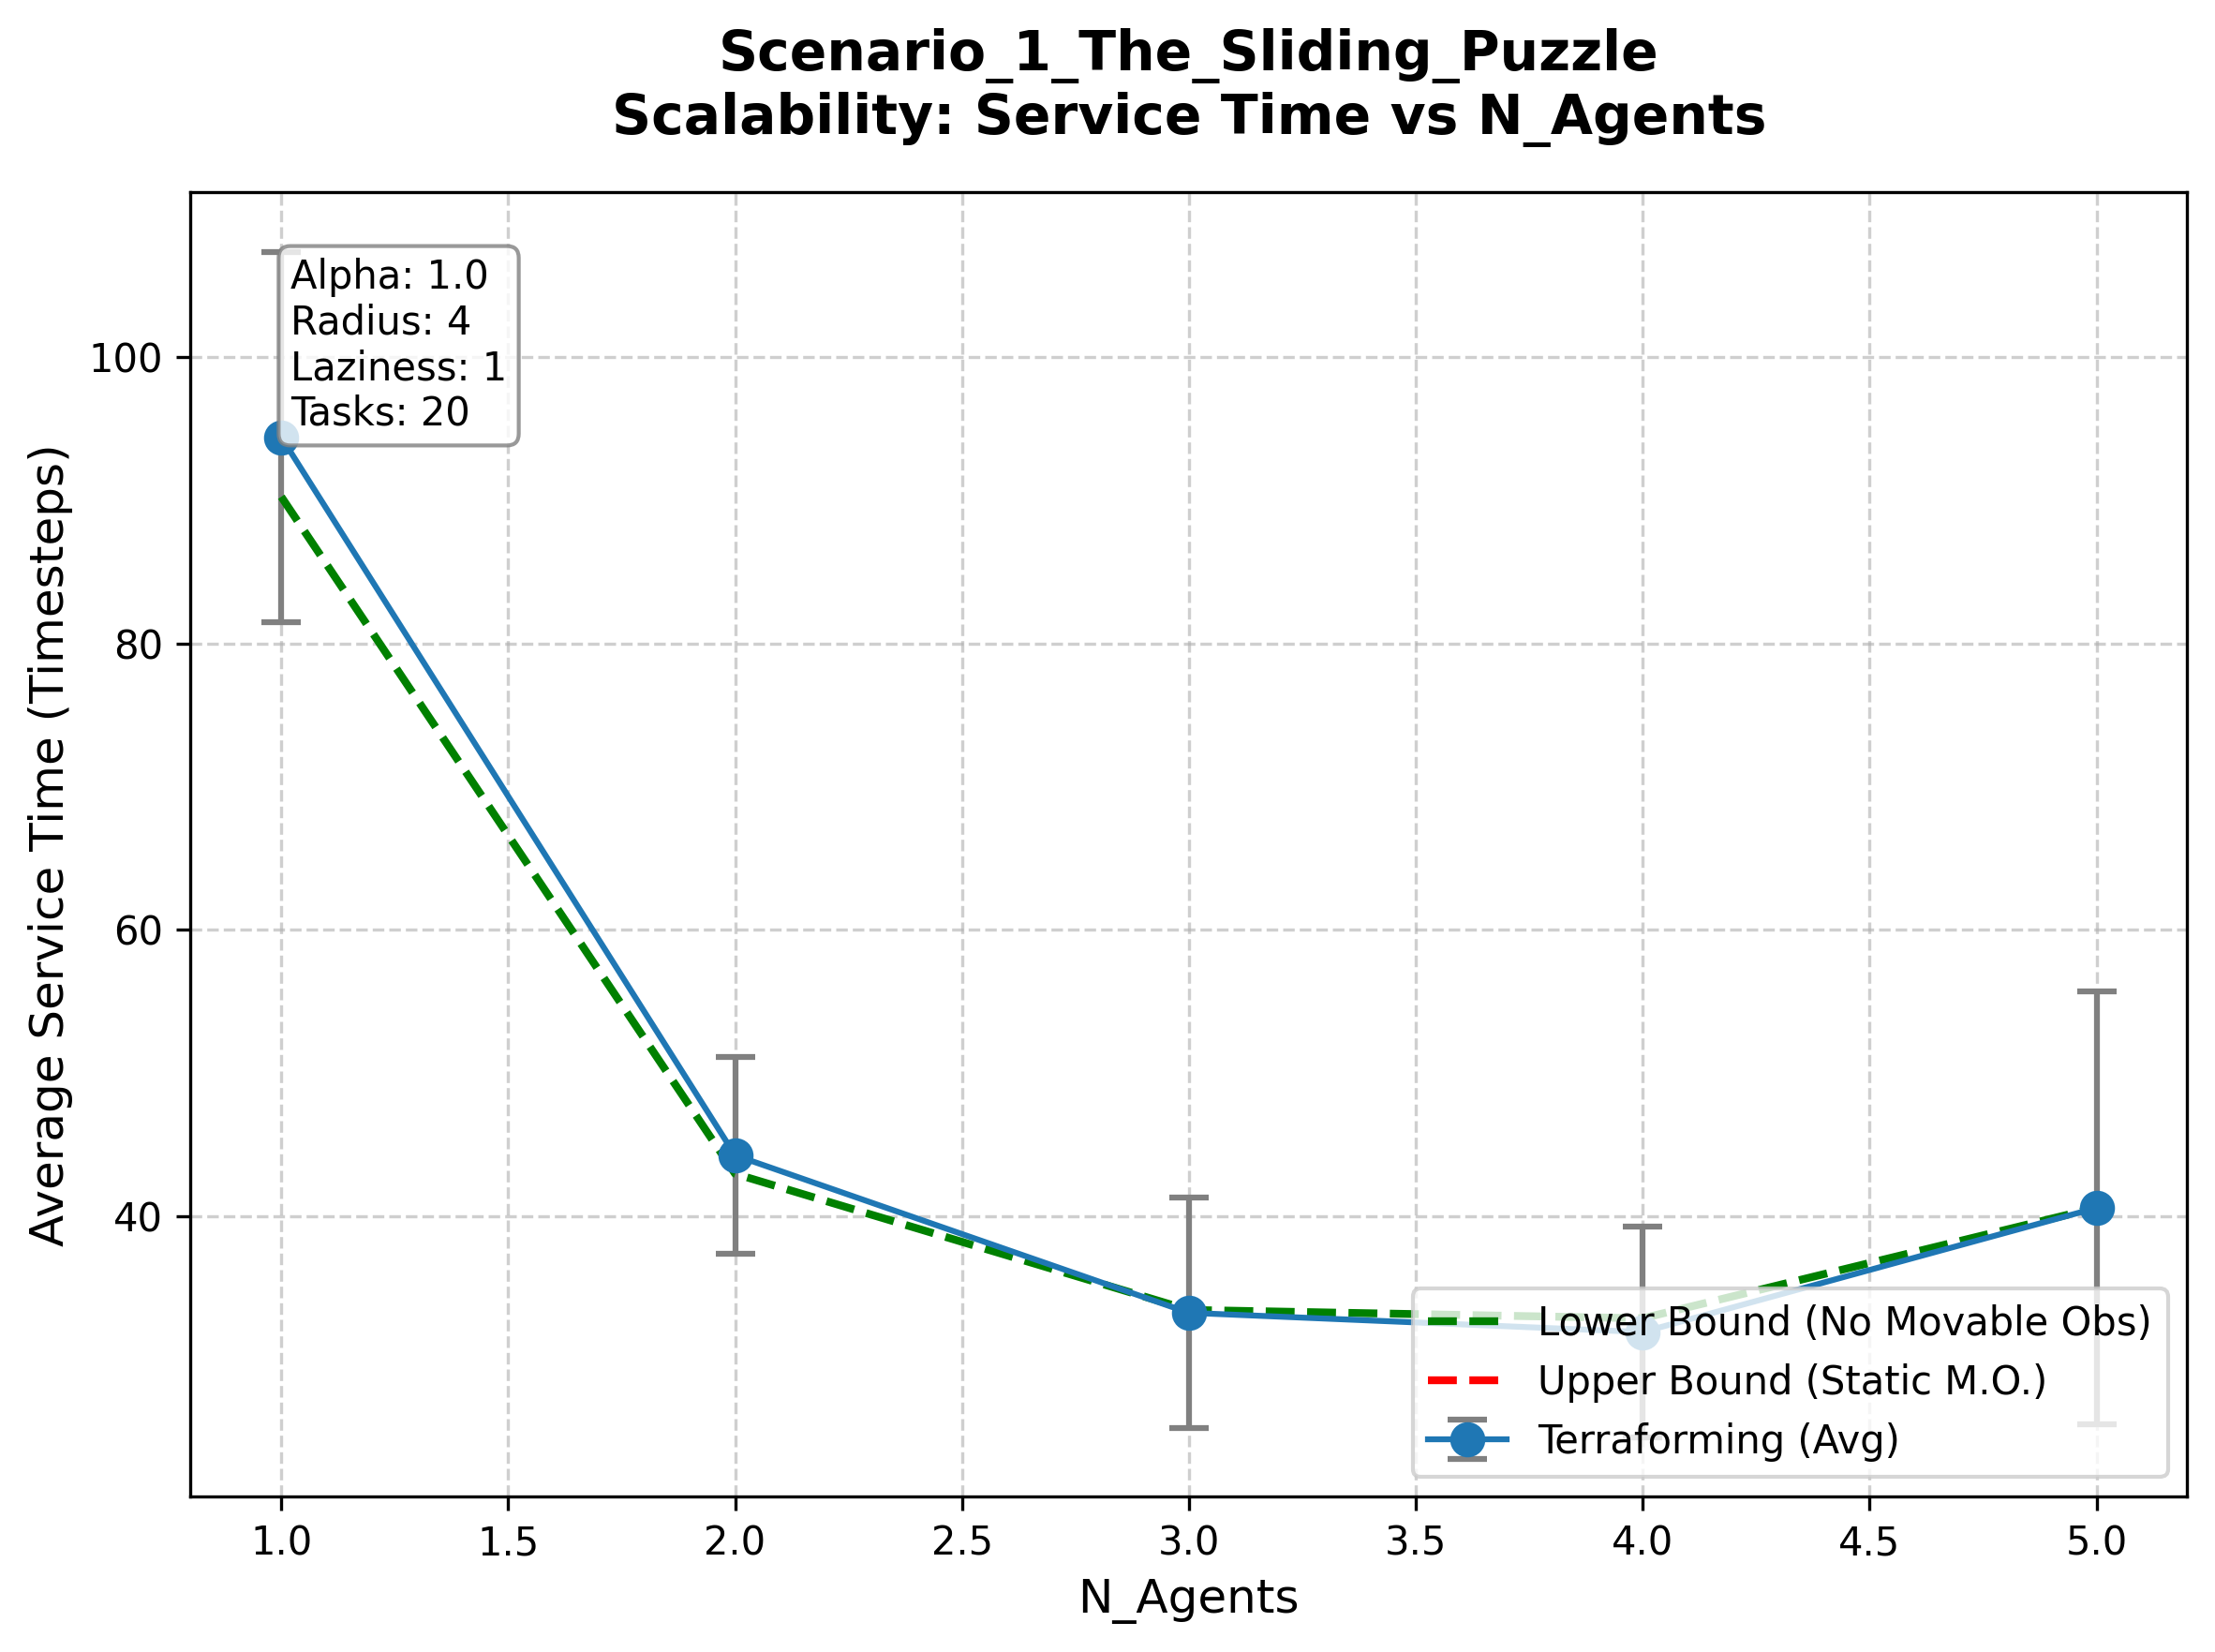 Scenario_1_The_Sliding_Puzzle
Scalability: Service Time vs N_Agents
Average Service Time (Timesteps)
100
80
60
40
Alpha: 1.0
Radius: 4
Laziness: 1
Tasks: 20
Lower Bound (No Movable Obs)
Upper Bound (Static M.O.)
Terraforming (Avg)
1.0 1.5 2.0 2.5 3.0 3.5 4.0 4.5 5.0
N_Agents